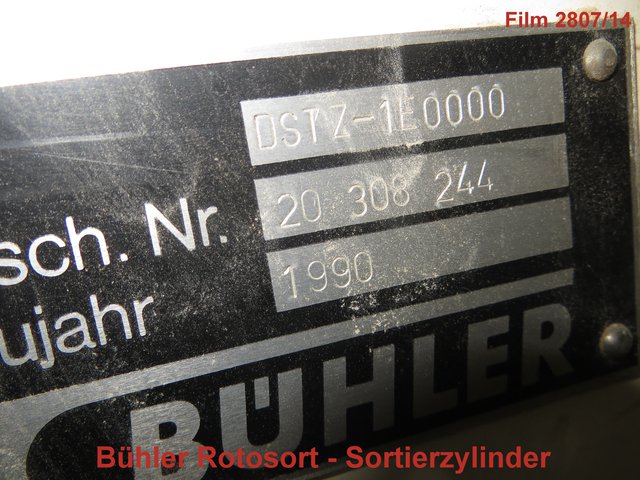 Film 2807/14
DSTZ-1E0000
sch. Nr. 20 308 244
ujahr 1990
BÜHLER
Bühler Rotosort - Sortierzylinder